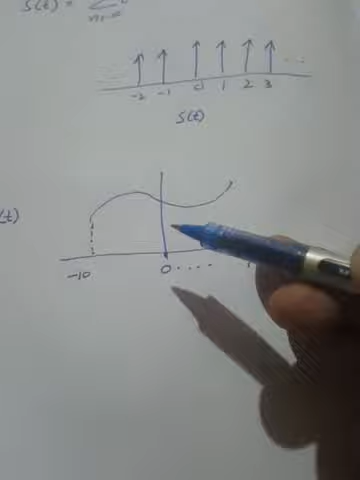 s(t) = ∑
n=-∞
-2 -1 0 1 2 3 ...
s(t)
(t)
-10 0 ....